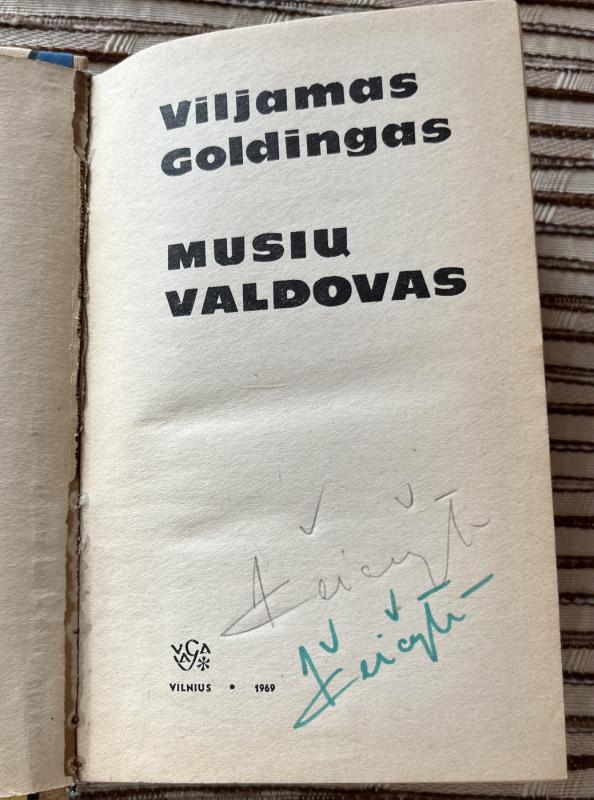 Viljamas
Goldingas
MUSIŲ
VALDOVAS
VAGA
VILNIUS • 1969